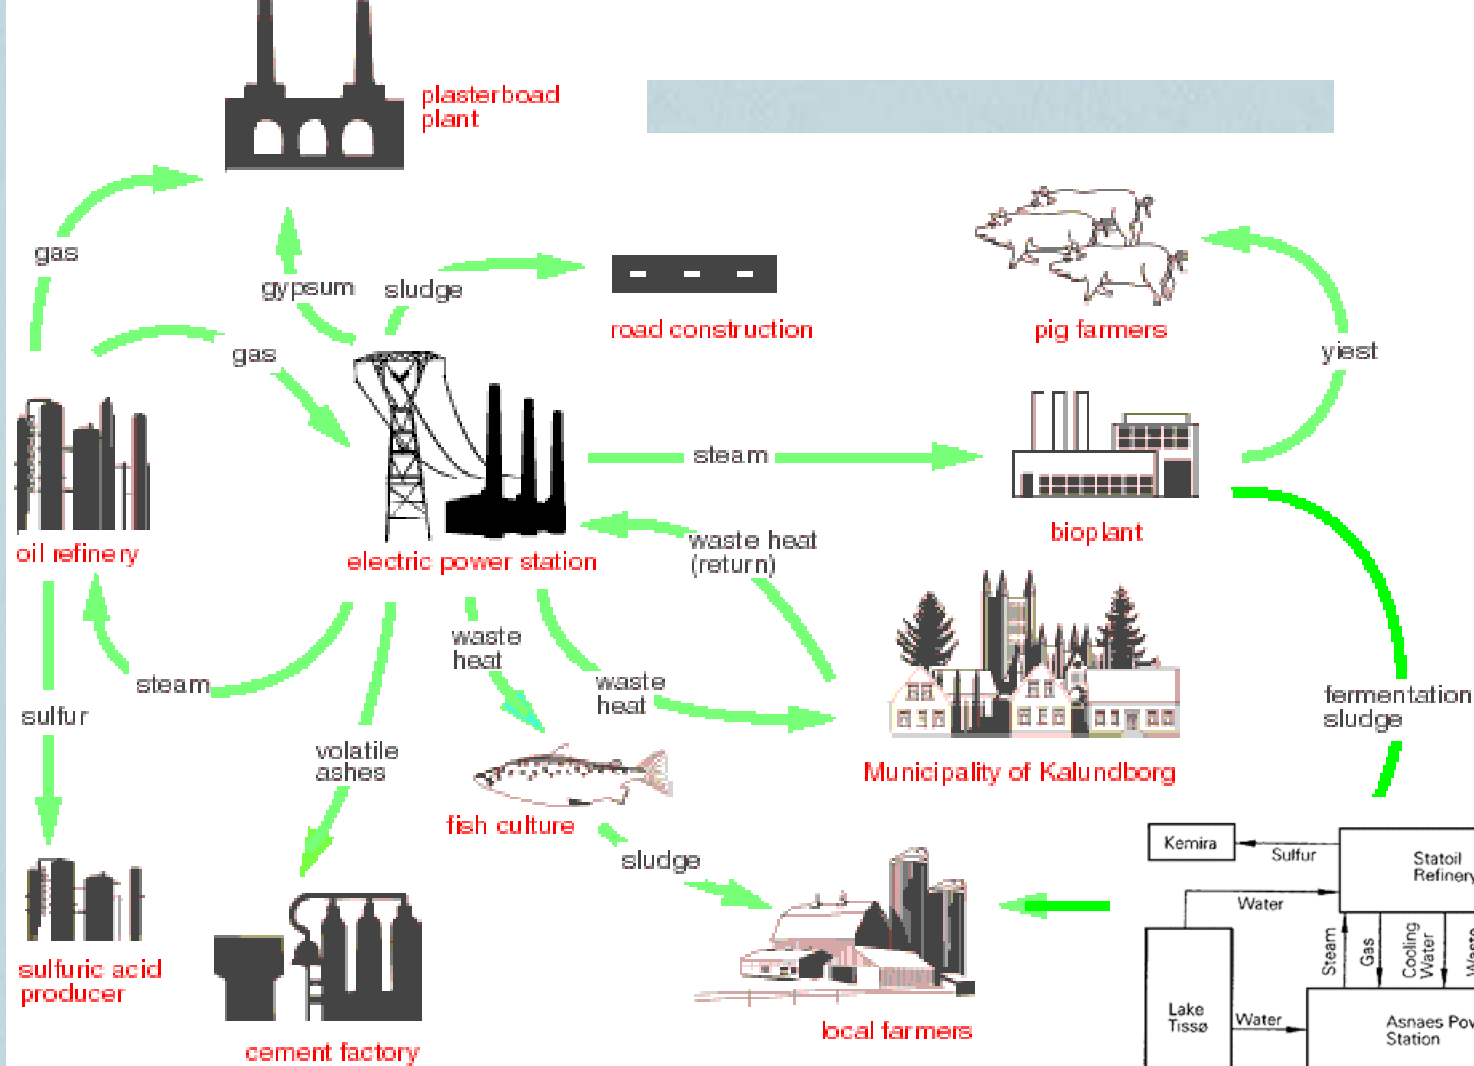 plasterboad
plant
gas
gypsum
sludge
road construction
pig farmers
yiest
gas
steam
bioplant
oil refinery
electric power station
waste heat
(return)
waste
heat
steam
waste
heat
sulfur
fermentation
sludge
volatile
ashes
Municipality of Kalundborg
fish culture
sludge
Kemira
Sulfur
Statoil
Refinery
Water
Steam
Gas
Cooling
Water
sulfuric acid
producer
Lake
Tissø
Water
Asnaes
Station
local farmers
cement factory